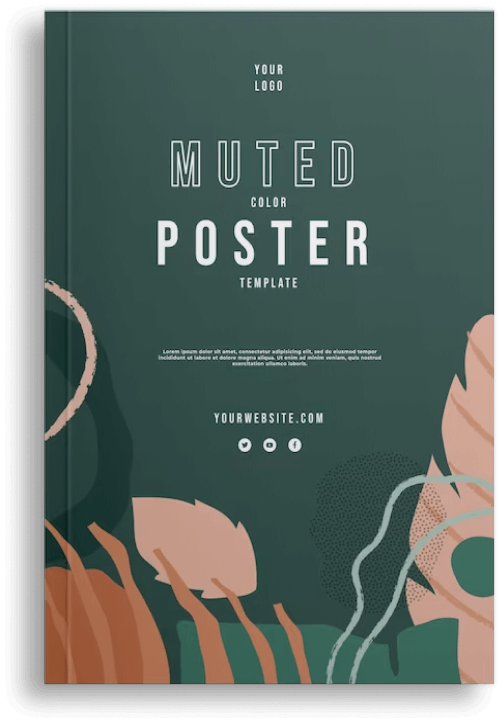 YOUR
LOGO
MUTED
COLOR
POSTER
TEMPLATE
Lorem ipsum dolor sit amet, consectetur adipisicing elit, sed do eiusmod tempor
incididunt ut labore et dolore magna aliqua. Ut enim ad minim veniam, quis nostrud
exercitation ullamco laboris.
YOURWEBSITE.COM